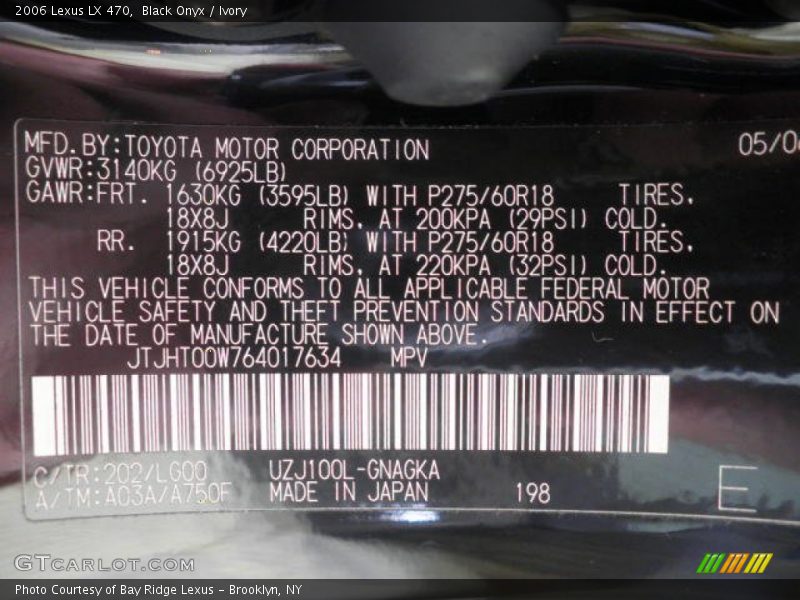 2006 Lexus LX 470, Black Onyx / Ivory
MFD. BY: TOYOTA MOTOR CORPORATION 05/0
GVWR:3140KG (6925LB)
GAWR:FRT. 1630KG (3595LB) WITH P275/60R18 TIRES.
18X8J RIMS. AT 200KPA (29PSI) COLD.
RR. 1915KG (4220LB) WITH P275/60R18 TIRES.
18X8J RIMS. AT 220KPA (32PSI) COLD.
THIS VEHICLE CONFORMS TO ALL APPLICABLE FEDERAL MOTOR
VEHICLE SAFETY AND THEFT PREVENTION STANDARDS IN EFFECT ON
THE DATE OF MANUFACTURE SHOWN ABOVE.
JTJHT00W764017634 MPV
C/TR:202/LG00 UZJ100L-GNAGKA
A/TM:A03A/A750F MADE IN JAPAN 198 E
GTCARLOT.COM
Photo Courtesy of Bay Ridge Lexus - Brooklyn, NY